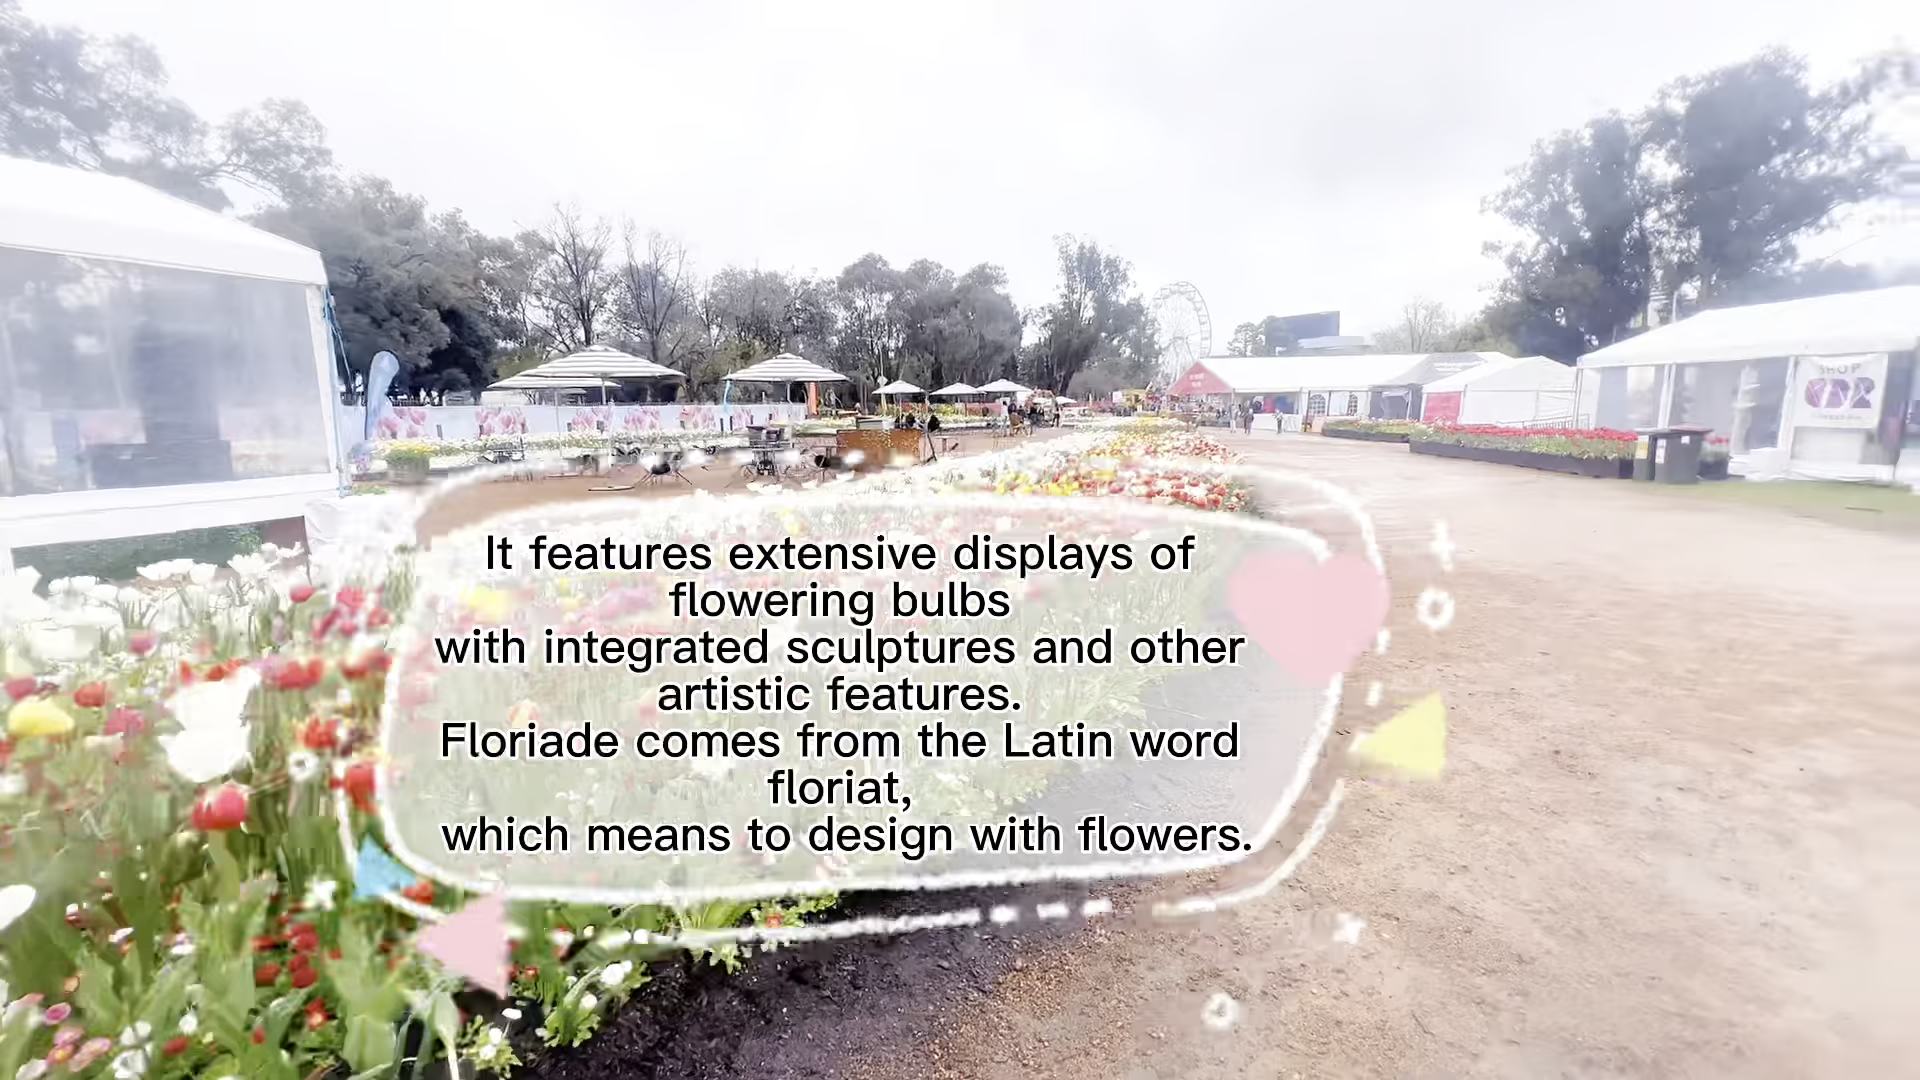 It features extensive displays of
flowering bulbs
with integrated sculptures and other
artistic features.
Floriade comes from the Latin word
floriat,
which means to design with flowers.
SHOP